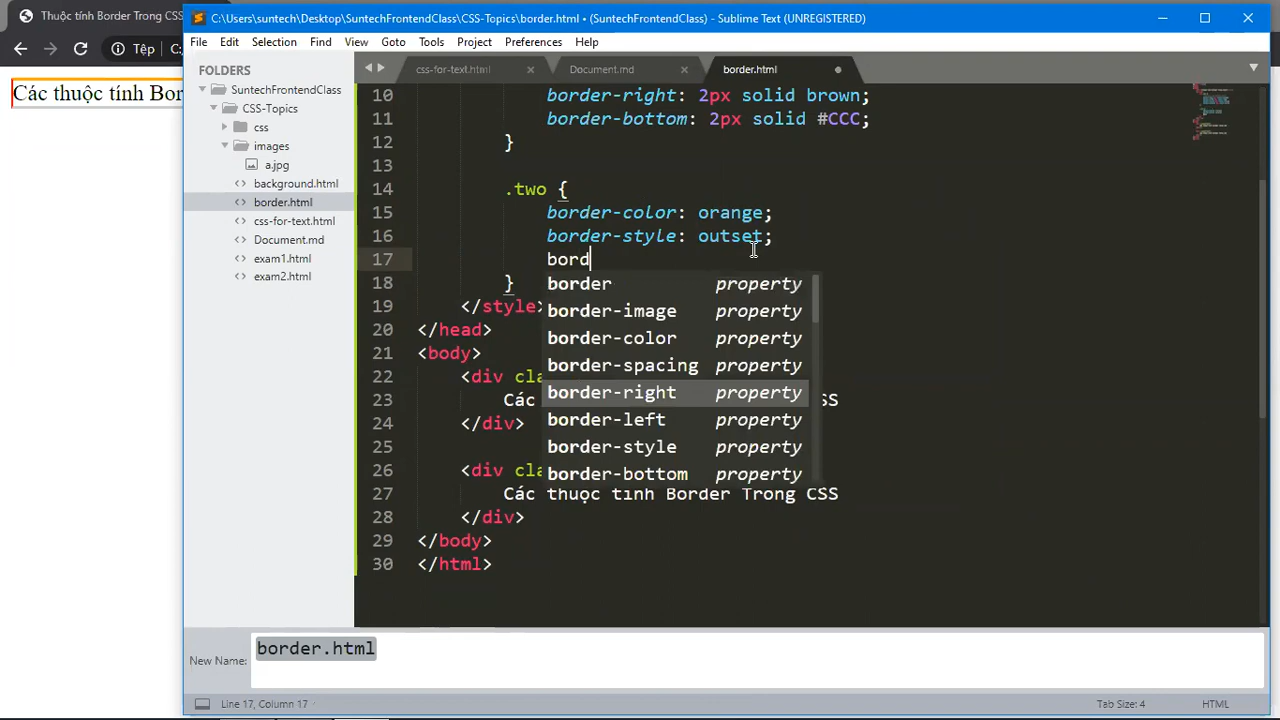 Thuộc tính Border Trong CSS
C:\Users\suntech\Desktop\SuntechFrontendClass\CSS-Topics\border.html • (SuntechFrontendClass) - Sublime Text (UNREGISTERED)
File Edit Selection Find View Goto Tools Project Preferences Help
Tệp C:
Các thuộc tính Bor
FOLDERS
SuntechFrontendClass
CSS-Topics
css
images
a.jpg
background.html
border.html
css-for-text.html
Document.md
exam1.html
exam2.html
css-for-text.html Document.md border.html
10 border-right: 2px solid brown;
11 border-bottom: 2px solid #CCC;
12 }
13
14 .two {
15 border-color: orange;
16 border-style: outset;
17 bord
18 }
19 </style>
20 </head>
21 <body>
22 <div cla
23 Các SS
24 </div>
25
26 <div cla
27 Các thuộc tính Border Trong CSS
28 </div>
29 </body>
30 </html>
border property
border-image property
border-color property
border-spacing property
border-right property
border-left property
border-style property
border-bottom property
New Name: border.html
Line 17, Column 17 Tab Size: 4 HTML